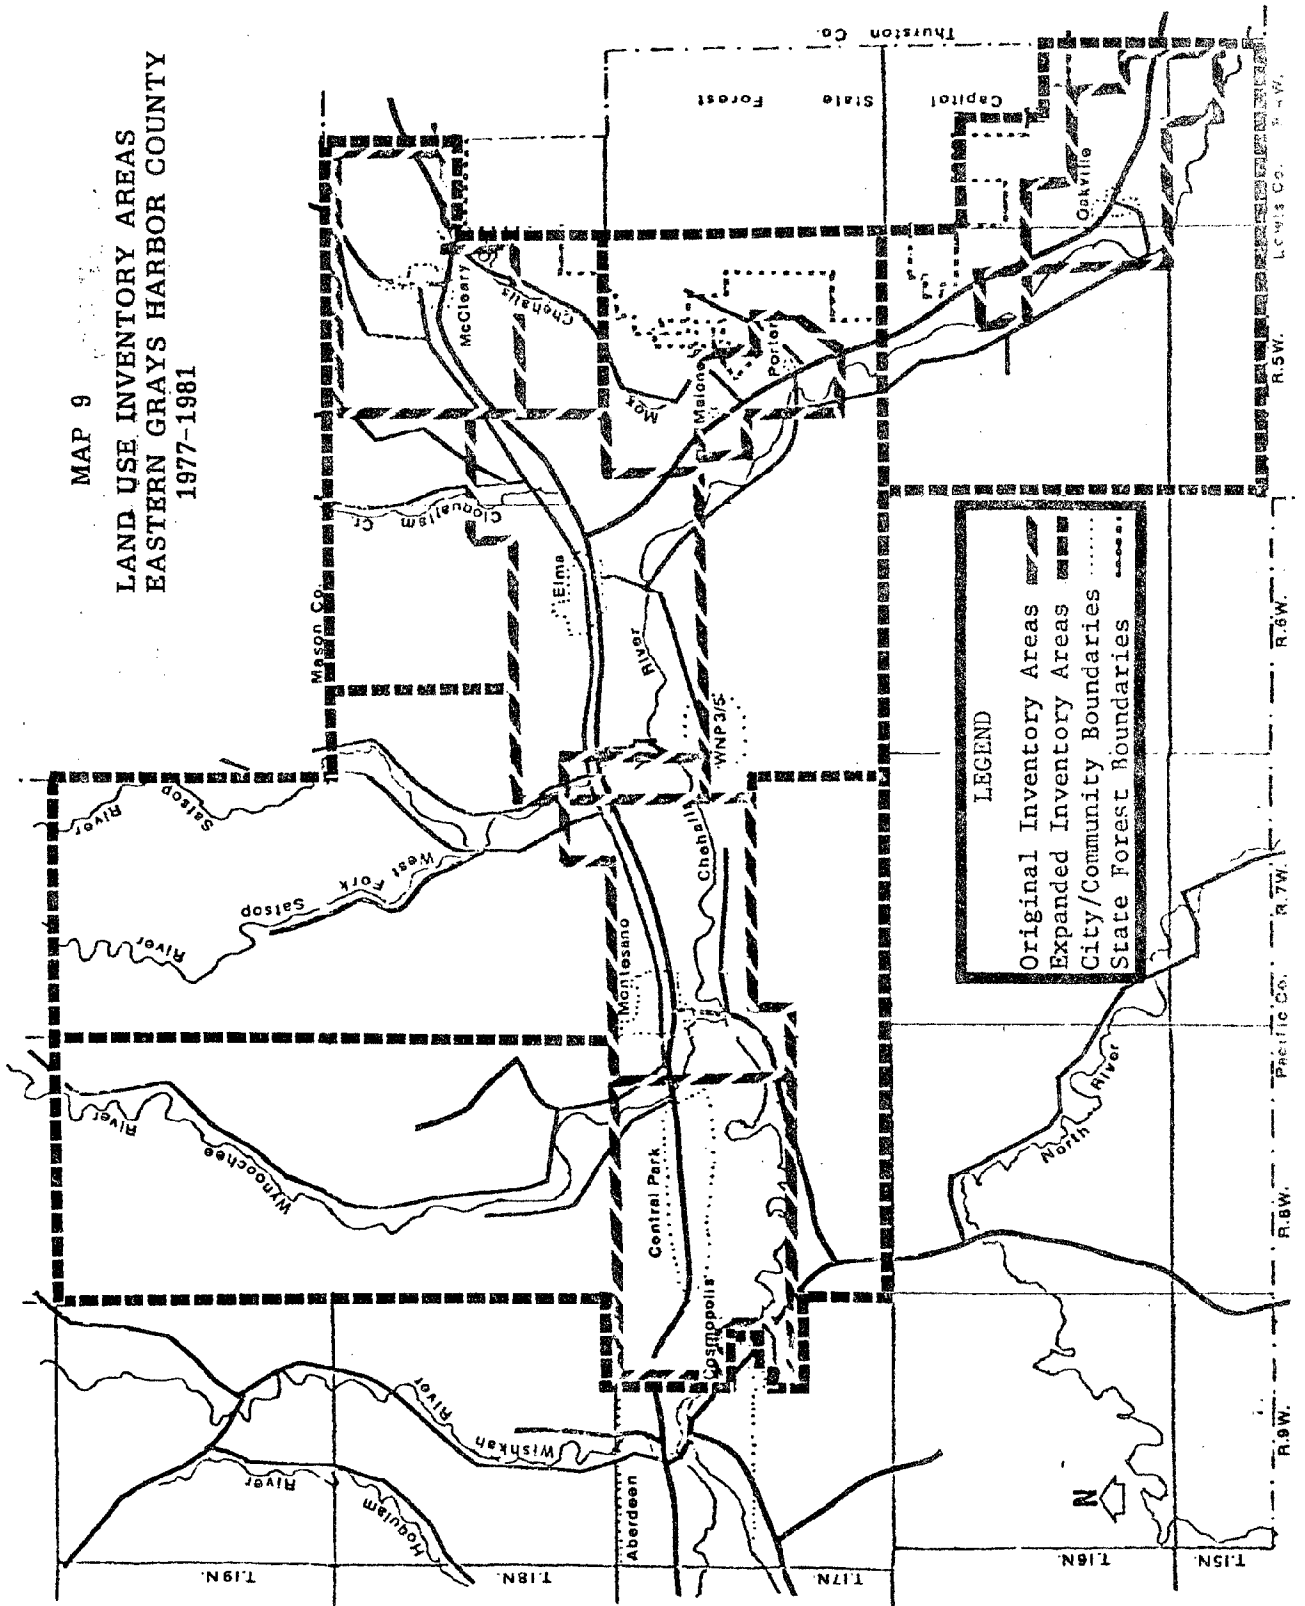 MAP 9
LAND USE INVENTORY AREAS
EASTERN GRAYS HARBOR COUNTY
1977-1981
Mason Co.
Thurston Co.
Capitol State Forest
Lewis Co.
Pacific Co.
River
Satsop
River
West Fork
Satsop
River
Wynoochee
River
Wishkah
River
Hoquiam
Cloquallum
Cr.
McCleary
Chehalis
Mox
Malone
Porter
Oakville
Elma
River
WNP3/5
Chehalis
Montesano
Central Park
Cosmopolis
Aberdeen
North River
LEGEND
Original Inventory Areas
Expanded Inventory Areas
City/Community Boundaries
State Forest Boundaries
N
T.19N.
T.18N.
T.17N.
T.16N.
T.15N.
R.9W.
R.8W.
R.7W.
R.6W.
R.5W.
R.4W.